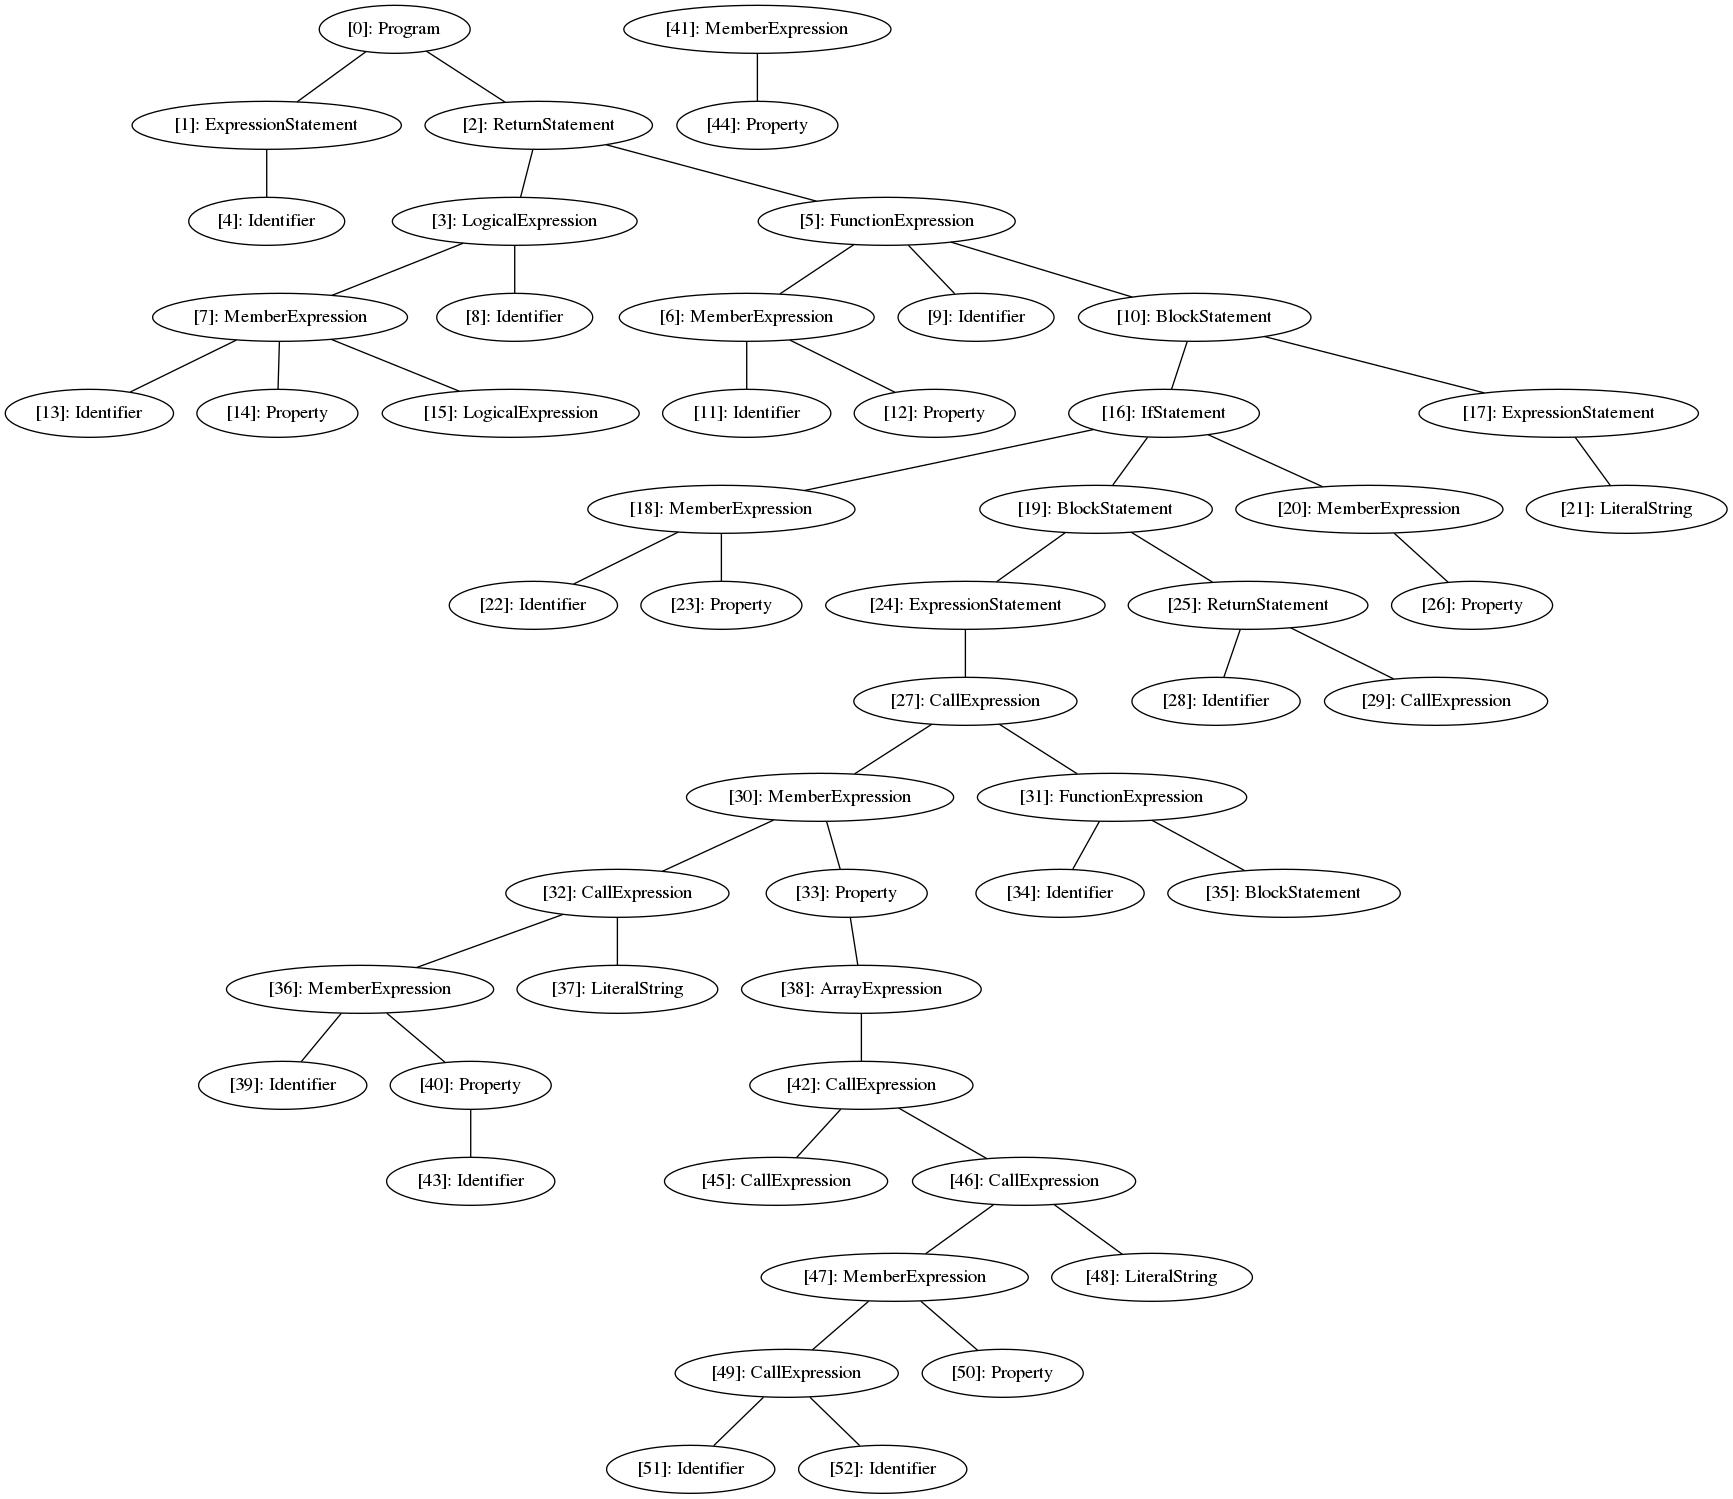 [0]: Program
[41]: MemberExpression
[1]: ExpressionStatement
[2]: ReturnStatement
[44]: Property
[4]: Identifier
[3]: LogicalExpression
[5]: FunctionExpression
[7]: MemberExpression
[8]: Identifier
[6]: MemberExpression
[9]: Identifier
[10]: BlockStatement
[13]: Identifier
[14]: Property
[15]: LogicalExpression
[11]: Identifier
[12]: Property
[16]: IfStatement
[17]: ExpressionStatement
[18]: MemberExpression
[19]: BlockStatement
[20]: MemberExpression
[21]: LiteralString
[22]: Identifier
[23]: Property
[24]: ExpressionStatement
[25]: ReturnStatement
[26]: Property
[27]: CallExpression
[28]: Identifier
[29]: CallExpression
[30]: MemberExpression
[31]: FunctionExpression
[32]: CallExpression
[33]: Property
[34]: Identifier
[35]: BlockStatement
[36]: MemberExpression
[37]: LiteralString
[38]: ArrayExpression
[39]: Identifier
[40]: Property
[42]: CallExpression
[43]: Identifier
[45]: CallExpression
[46]: CallExpression
[47]: MemberExpression
[48]: LiteralString
[49]: CallExpression
[50]: Property
[51]: Identifier
[52]: Identifier